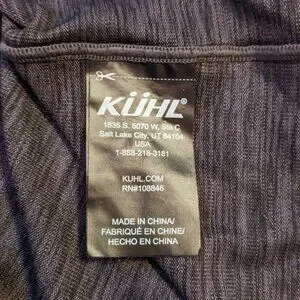 KÜHL®
1635 S. 5070 W, Ste C
Salt Lake City, UT 84104
USA
1-888-218-3181
KUHL.COM
RN#108846
MADE IN CHINA/
FABRIQUÉ EN CHINE/
HECHO EN CHINA